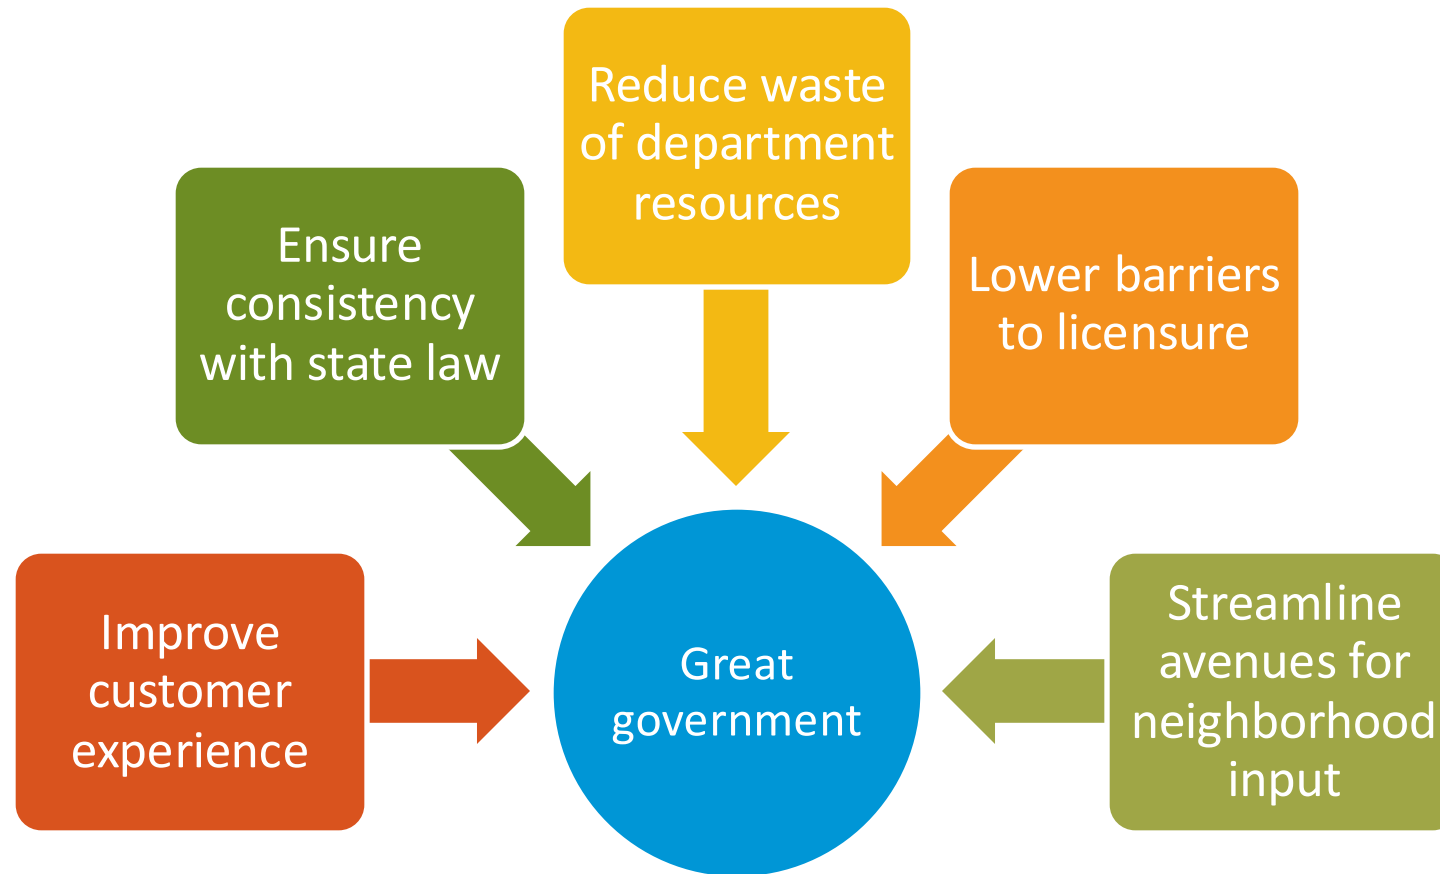 Reduce waste
of department
resources
Ensure
consistency
with state law
Lower barriers
to licensure
Improve
customer
experience
Great
government
Streamline
avenues for
neighborhood
input